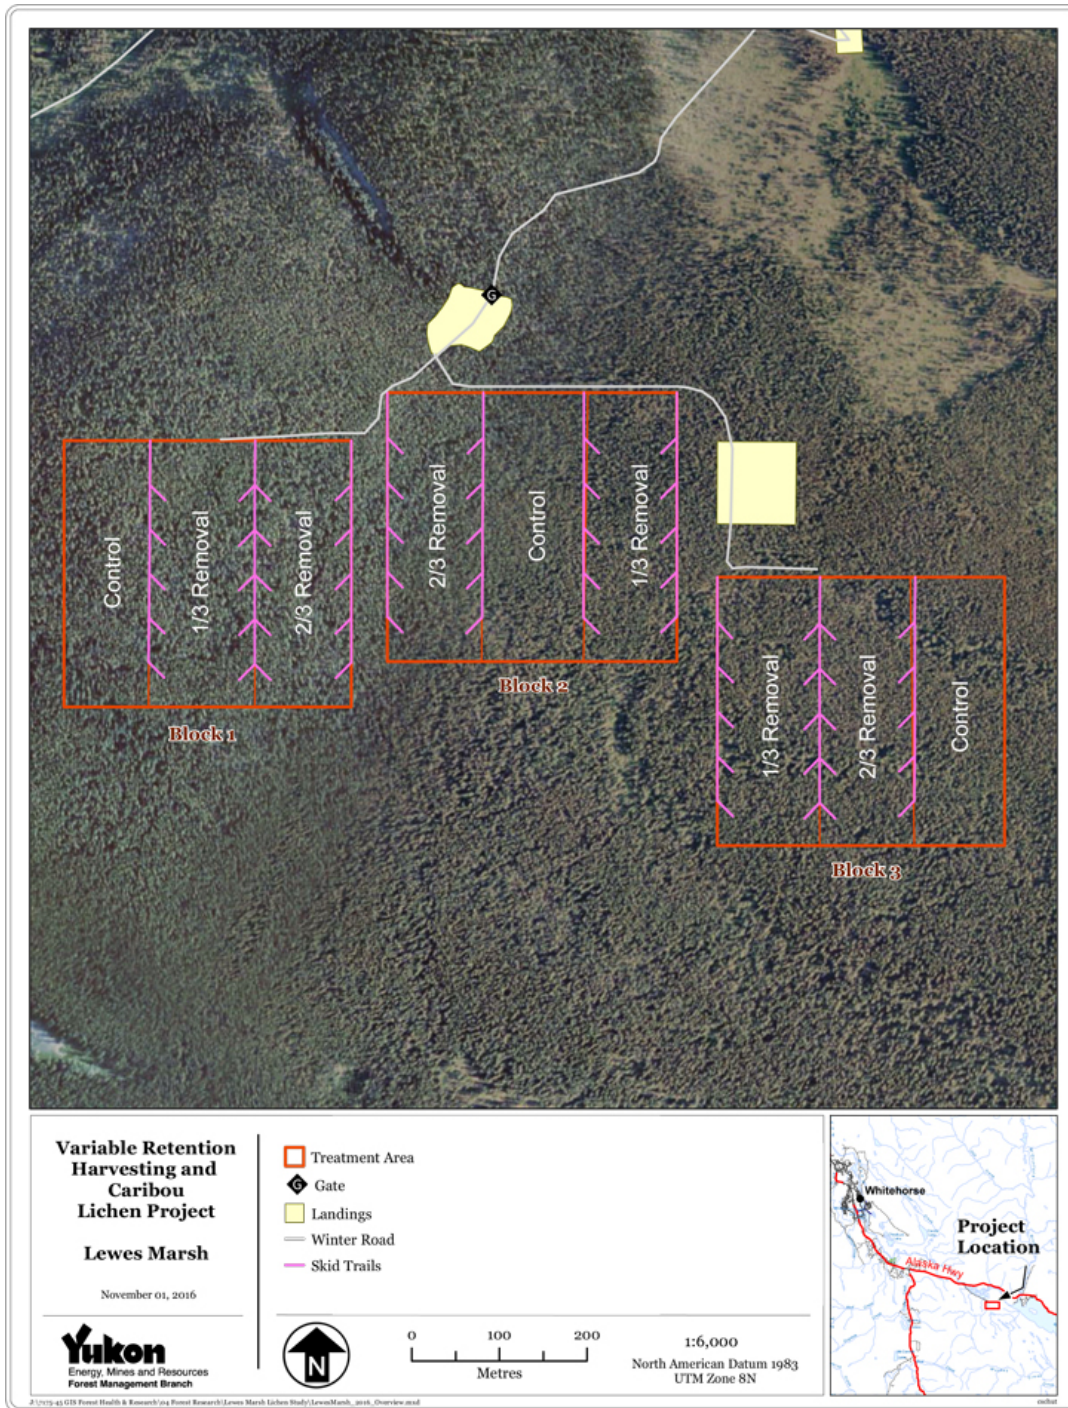 G
Control
1/3 Removal
2/3 Removal
Block 1
2/3 Removal
Control
1/3 Removal
Block 2
1/3 Removal
2/3 Removal
Control
Block 3
Variable Retention
Harvesting and
Caribou
Lichen Project
Lewes Marsh
November 01, 2016
Yukon
Energy, Mines and Resources
Forest Management Branch
Treatment Area
G Gate
Landings
Winter Road
Skid Trails
N
0 100 200
Metres
1:6,000
North American Datum 1983
UTM Zone 8N
Whitehorse
Project
Location
Alaska Hwy